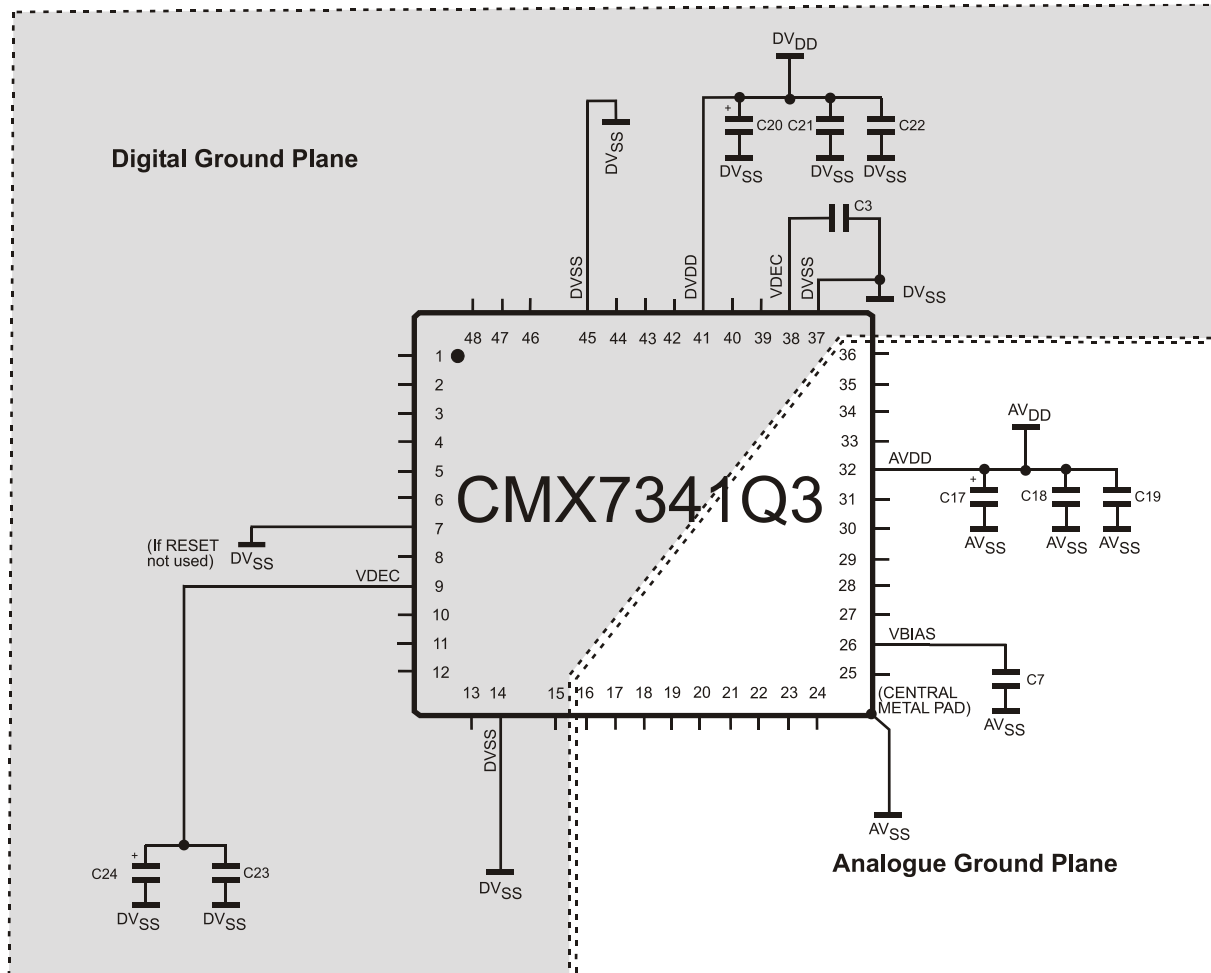 DVDD
+
C20
C21
C22
DVSS
DVSS
DVSS
DVSS
Digital Ground Plane
C3
DVSS
DVDD
VDEC
DVSS
DVSS
48 47 46 45 44 43 42 41 40 39 38 37
1
2
3
4
5
6
7
8
9
10
11
12
36
35
34
33
32
31
30
29
28
27
26
25
CMX7341Q3
AVDD
AVDD
+
C17
C18
C19
AVSS
AVSS
AVSS
(If RESET
not used)
DVSS
VDEC
VBIAS
C7
AVSS
13 14 15 16 17 18 19 20 21 22 23 24
(CENTRAL
METAL PAD)
DVSS
AVSS
Analogue Ground Plane
+
C24
C23
DVSS
DVSS
DVSS